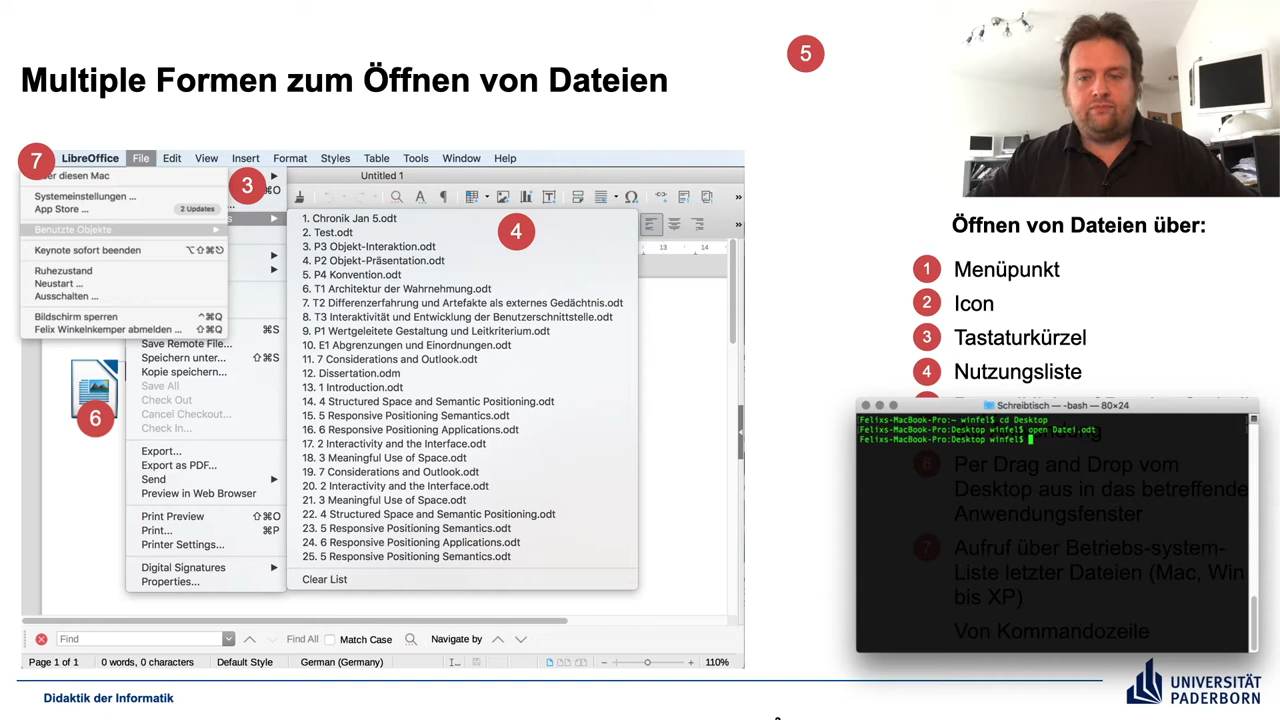 Multiple Formen zum Öffnen von Dateien
5
7
LibreOffice File Edit View Insert Format Styles Table Tools Window Help
Untitled 1
er diesen Mac
Systemeinstellungen ...
App Store ... 2 Updates
Benutzte Objekte
Keynote sofort beenden ⌥⇧⌘⎋
Ruhezustand
Neustart ...
Ausschalten ...
Bildschirm sperren ^⌘Q
Felix Winkelnkemper abmelden ... ⇧⌘Q
3
⌘O
⌘S
Save Remote File...
Speichern unter... ⇧⌘S
Kopie speichern...
Save All
Check Out
Cancel Checkout...
Check In...
Export...
Export as PDF...
Send
Preview in Web Browser
Print Preview ⇧⌘O
Print... ⌘P
Printer Settings...
Digital Signatures
Properties...
6
4
1. Chronik Jan 5.odt
2. Test.odt
3. P3 Objekt-Interaktion.odt
4. P2 Objekt-Präsentation.odt
5. P4 Konvention.odt
6. T1 Architektur der Wahrnehmung.odt
7. T2 Differenzerfahrung und Artefakte als externes Gedächtnis.odt
8. T3 Interaktivität und Entwicklung der Benutzerschnittstelle.odt
9. P1 Wertgeleitete Gestaltung und Leitkriterium.odt
10. E1 Abgrenzungen und Einordnungen.odt
11. 7 Considerations and Outlook.odt
12. Dissertation.odm
13. 1 Introduction.odt
14. 4 Structured Space and Semantic Positioning.odt
15. 5 Responsive Positioning Semantics.odt
16. 6 Responsive Positioning Applications.odt
17. 2 Interactivity and the Interface.odt
18. 3 Meaningful Use of Space.odt
19. 7 Considerations and Outlook.odt
20. 2 Interactivity and the Interface.odt
21. 3 Meaningful Use of Space.odt
22. 4 Structured Space and Semantic Positioning.odt
23. 5 Responsive Positioning Semantics.odt
24. 6 Responsive Positioning Applications.odt
25. 5 Responsive Positioning Semantics.odt
Clear List
13 14 15
Find Find All Match Case Navigate by
Page 1 of 1 0 words, 0 characters Default Style German (Germany) 110%
Öffnen von Dateien über:
1 Menüpunkt
2 Icon
3 Tastaturkürzel
4 Nutzungsliste
Schreibtisch — -bash — 80×24
Felixs-MacBook-Pro:~ winfel$ cd Desktop
Felixs-MacBook-Pro:Desktop winfel$ open Datei.odt
Felixs-MacBook-Pro:Desktop winfel$
6 Per Drag and Drop vom
Desktop aus in das betreffende
Anwendungsfenster
7 Aufruf über Betriebs-system-
Liste letzter Dateien (Mac, Win
bis XP)
Von Kommandozeile
Didaktik der Informatik
UNIVERSITÄT
PADERBORN